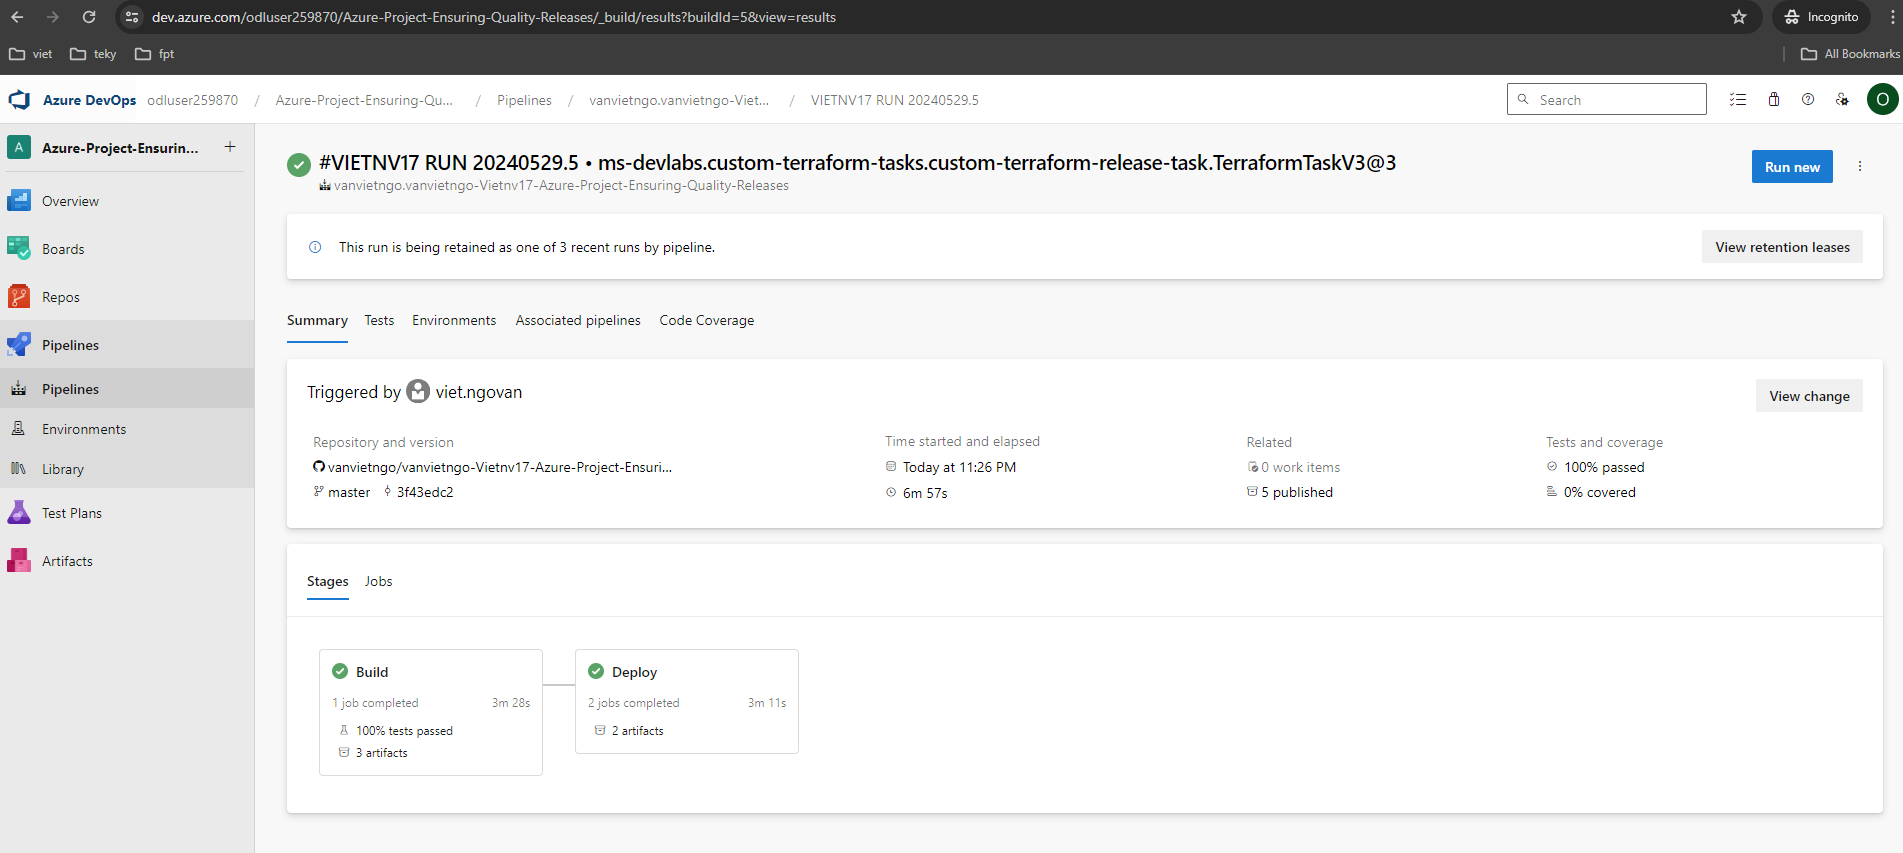 dev.azure.com/odluser259870/Azure-Project-Ensuring-Quality-Releases/_build/results?buildId=5&view=results
Incognito
viet
teky
fpt
All Bookmarks
Azure DevOps
odluser259870 / Azure-Project-Ensuring-Qu... / Pipelines / vanvietngo.vanvietngo-Viet... / VIETNV17 RUN 20240529.5
Search
O
A
Azure-Project-Ensurin...
+
Overview
Boards
Repos
Pipelines
Pipelines
Environments
Library
Test Plans
Artifacts
#VIETNV17 RUN 20240529.5 • ms-devlabs.custom-terraform-tasks.custom-terraform-release-task.TerraformTaskV3@3
vanvietngo.vanvietngo-Vietnv17-Azure-Project-Ensuring-Quality-Releases
Run new
This run is being retained as one of 3 recent runs by pipeline.
View retention leases
Summary
Tests
Environments
Associated pipelines
Code Coverage
Triggered by viet.ngovan
View change
Repository and version
vanvietngo/vanvietngo-Vietnv17-Azure-Project-Ensuri...
master 3f43edc2
Time started and elapsed
Today at 11:26 PM
6m 57s
Related
0 work items
5 published
Tests and coverage
100% passed
0% covered
Stages
Jobs
Build
1 job completed 3m 28s
100% tests passed
3 artifacts
Deploy
2 jobs completed 3m 11s
2 artifacts